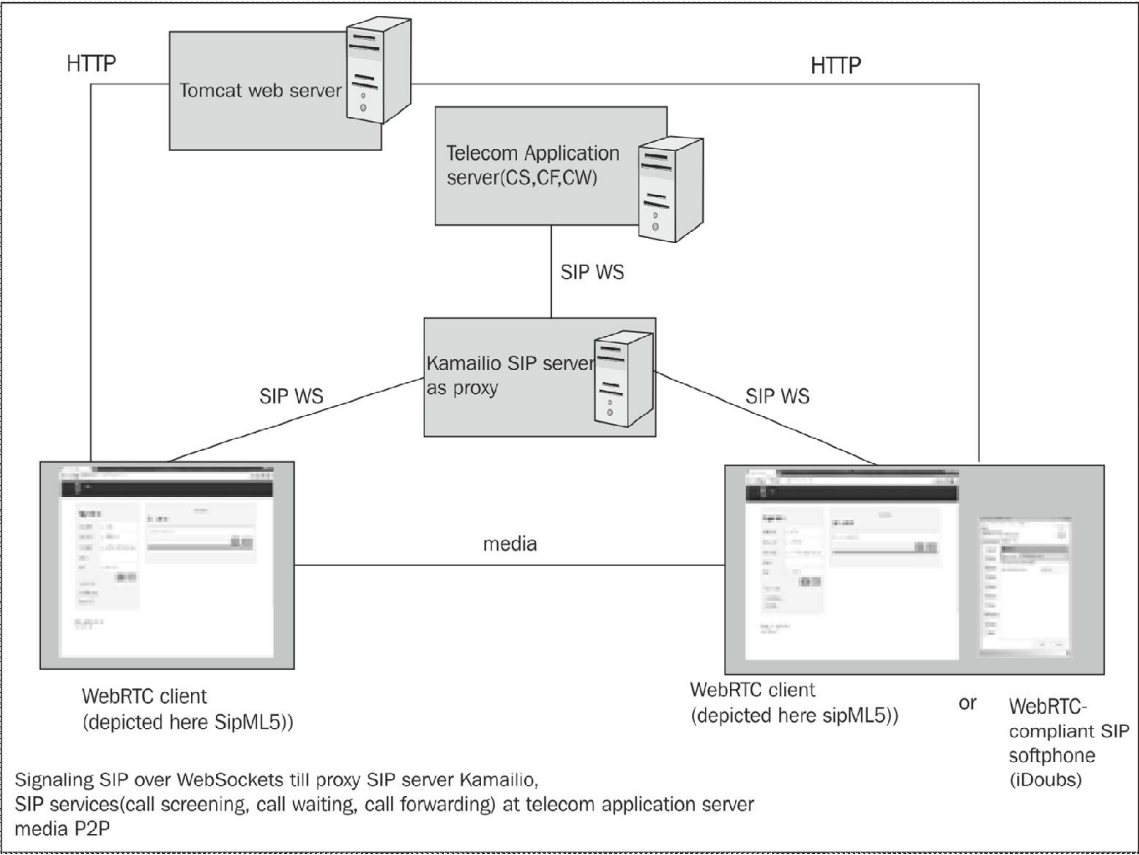 HTTP
HTTP
Tomcat web server
Telecom Application
server(CS,CF,CW)
SIP WS
Kamailio SIP server
as proxy
SIP WS
SIP WS
media
WebRTC client
(depicted here SipML5))
WebRTC client
(depicted here sipML5))
or
WebRTC-
compliant SIP
softphone
(iDoubs)
Signaling SIP over WebSockets till proxy SIP server Kamailio,
SIP services(call screening, call waiting, call forwarding) at telecom application server
media P2P